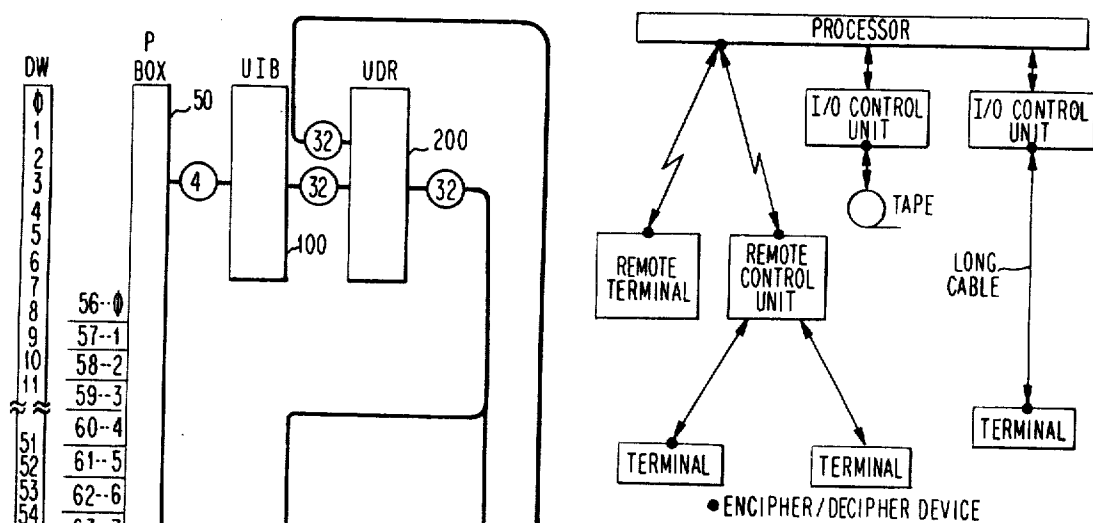 DW
ϕ
1
2
3
4
5
6
7
8
9
10
11
51
52
53
54
P
BOX
50
56--ϕ
57--1
58--2
59--3
60--4
61--5
62--6
4
UIB
100
32
32
UDR
200
32
PROCESSOR
I/O CONTROL
UNIT
I/O CONTROL
UNIT
TAPE
REMOTE
TERMINAL
REMOTE
CONTROL
UNIT
LONG
CABLE
TERMINAL
TERMINAL
TERMINAL
ENCIPHER/DECIPHER DEVICE